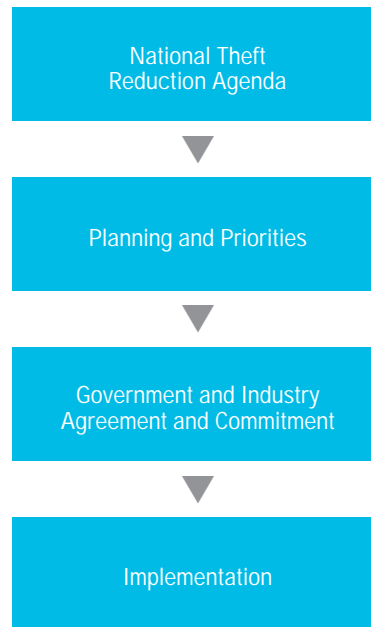 National Theft
Reduction Agenda
Planning and Priorities
Government and Industry
Agreement and Commitment
Implementation